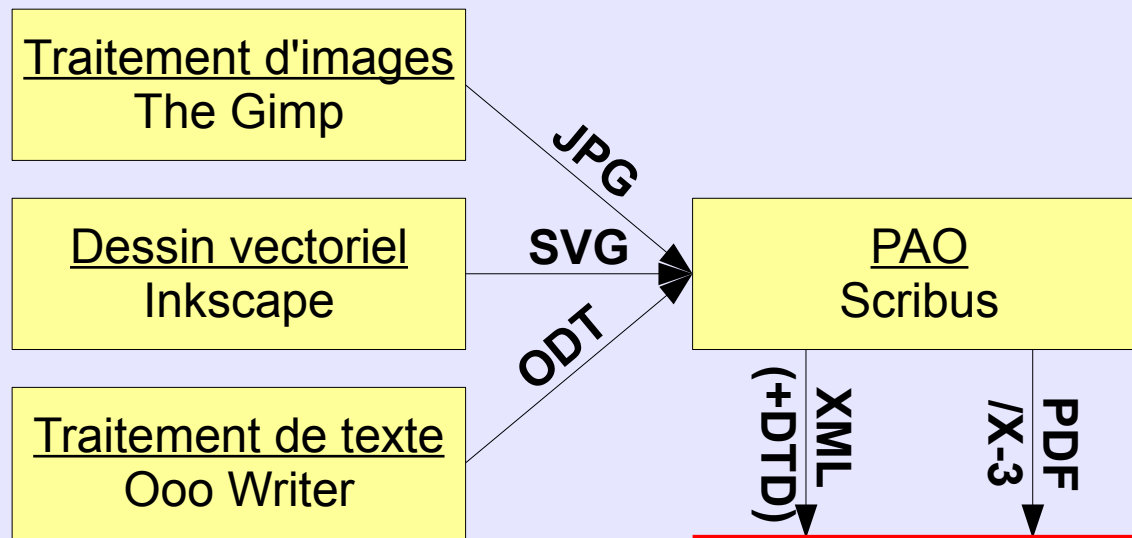 Traitement d'images
The Gimp
JPG
Dessin vectoriel
Inkscape
SVG
PAO
Scribus
ODT
Traitement de texte
Ooo Writer
XML
(+DTD)
PDF
/X-3